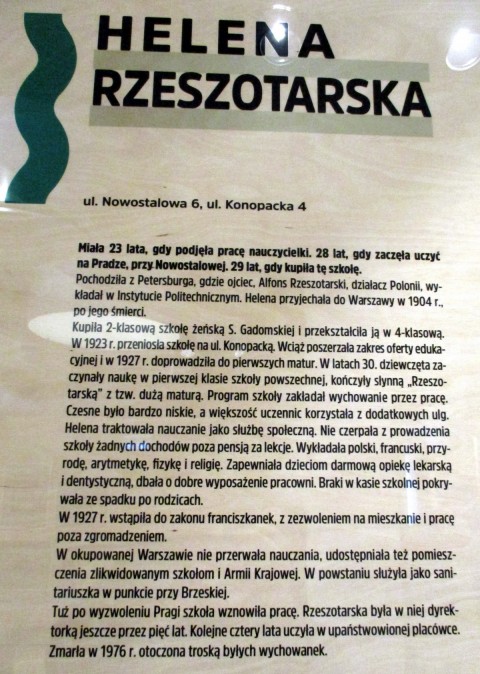 HELENA
RZESZOTARSKA
ul. Nowostalowa 6, ul. Konopacka 4
Miała 23 lata, gdy podjęła pracę nauczycielki. 28 lat, gdy zaczęła uczyć
na Pradze, przy Nowostalowej. 29 lat, gdy kupiła tę szkołę.
Pochodziła z Petersburga, gdzie ojciec, Alfons Rzeszotarski, działacz Polonii, wy-
kładał w Instytucie Politechnicznym. Helena przyjechała do Warszawy w 1904 r.,
po jego śmierci.
Kupiła 2-klasową szkołę żeńską S. Gadomskiej i przekształciła ją w 4-klasową.
W 1923 r. przeniosła szkołę na ul. Konopacką. Wciąż poszerzała zakres oferty eduka-
cyjnej i w 1927 r. doprowadziła do pierwszych matur. W latach 30. dziewczęta za-
czynały naukę w pierwszej klasie szkoły powszechnej, kończyły słynną „Rzeszo-
tarską” z tzw. dużą maturą. Program szkoły zakładał wychowanie przez pracę.
Czesne było bardzo niskie, a większość uczennic korzystała z dodatkowych ulg.
Helena traktowała nauczanie jako służbę społeczną. Nie czerpała z prowadzenia
szkoły żadnych dochodów poza pensją za lekcje. Wykładała polski, francuski, przy-
rodę, arytmetykę, fizykę i religię. Zapewniała dzieciom darmową opiekę lekarską
i dentystyczną, dbała o dobre wyposażenie pracowni. Braki w kasie szkolnej pokry-
wała ze spadku po rodzicach.
W 1927 r. wstąpiła do zakonu franciszkanek, z zezwoleniem na mieszkanie i pracę
poza zgromadzeniem.
W okupowanej Warszawie nie przerwała nauczania, udostępniała też pomiesz-
czenia zlikwidowanym szkołom i Armii Krajowej. W powstaniu służyła jako sani-
tariuszka w punkcie przy Brzeskiej.
Tuż po wyzwoleniu Pragi szkoła wznowiła pracę. Rzeszotarska była w niej dyrek-
torką jeszcze przez pięć lat. Kolejne cztery lata uczyła w upaństwowionej placówce.
Zmarła w 1976 r. otoczona troską byłych wychowanek.